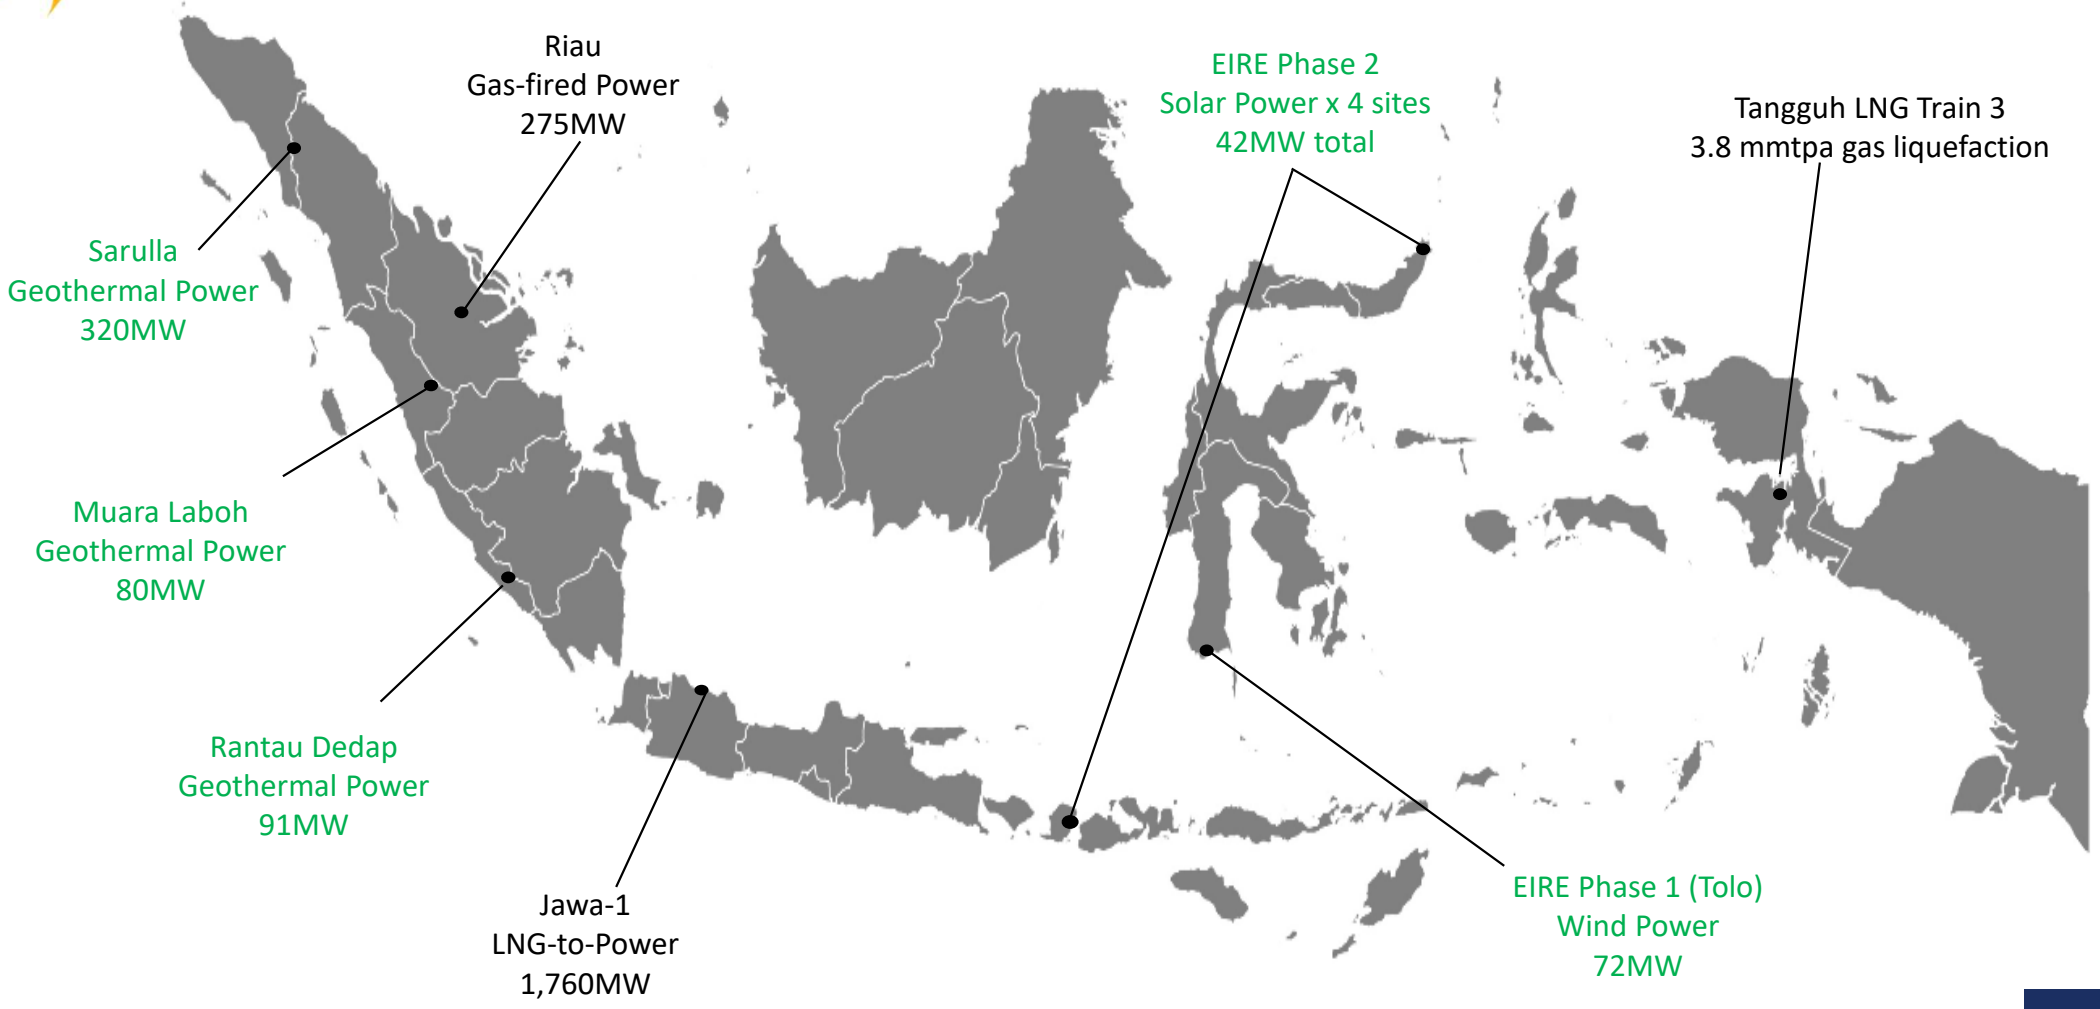 Riau
Gas-fired Power
275MW
EIRE Phase 2
Solar Power x 4 sites
42MW total
Tangguh LNG Train 3
3.8 mmtpa gas liquefaction
Sarulla
Geothermal Power
320MW
Muara Laboh
Geothermal Power
80MW
Rantau Dedap
Geothermal Power
91MW
Jawa-1
LNG-to-Power
1,760MW
EIRE Phase 1 (Tolo)
Wind Power
72MW